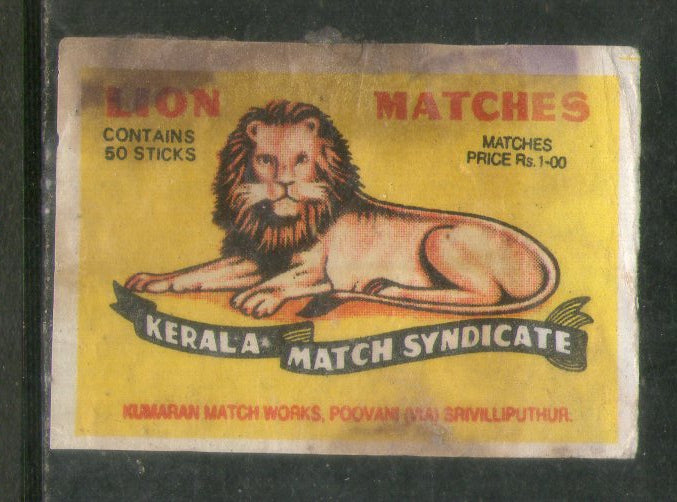 LION MATCHES
CONTAINS
50 STICKS
MATCHES
PRICE Rs. 1-00
KERALA MATCH SYNDICATE
KUMARAN MATCH WORKS, POOVANI (VIA) SRIVILLIPUTHUR.